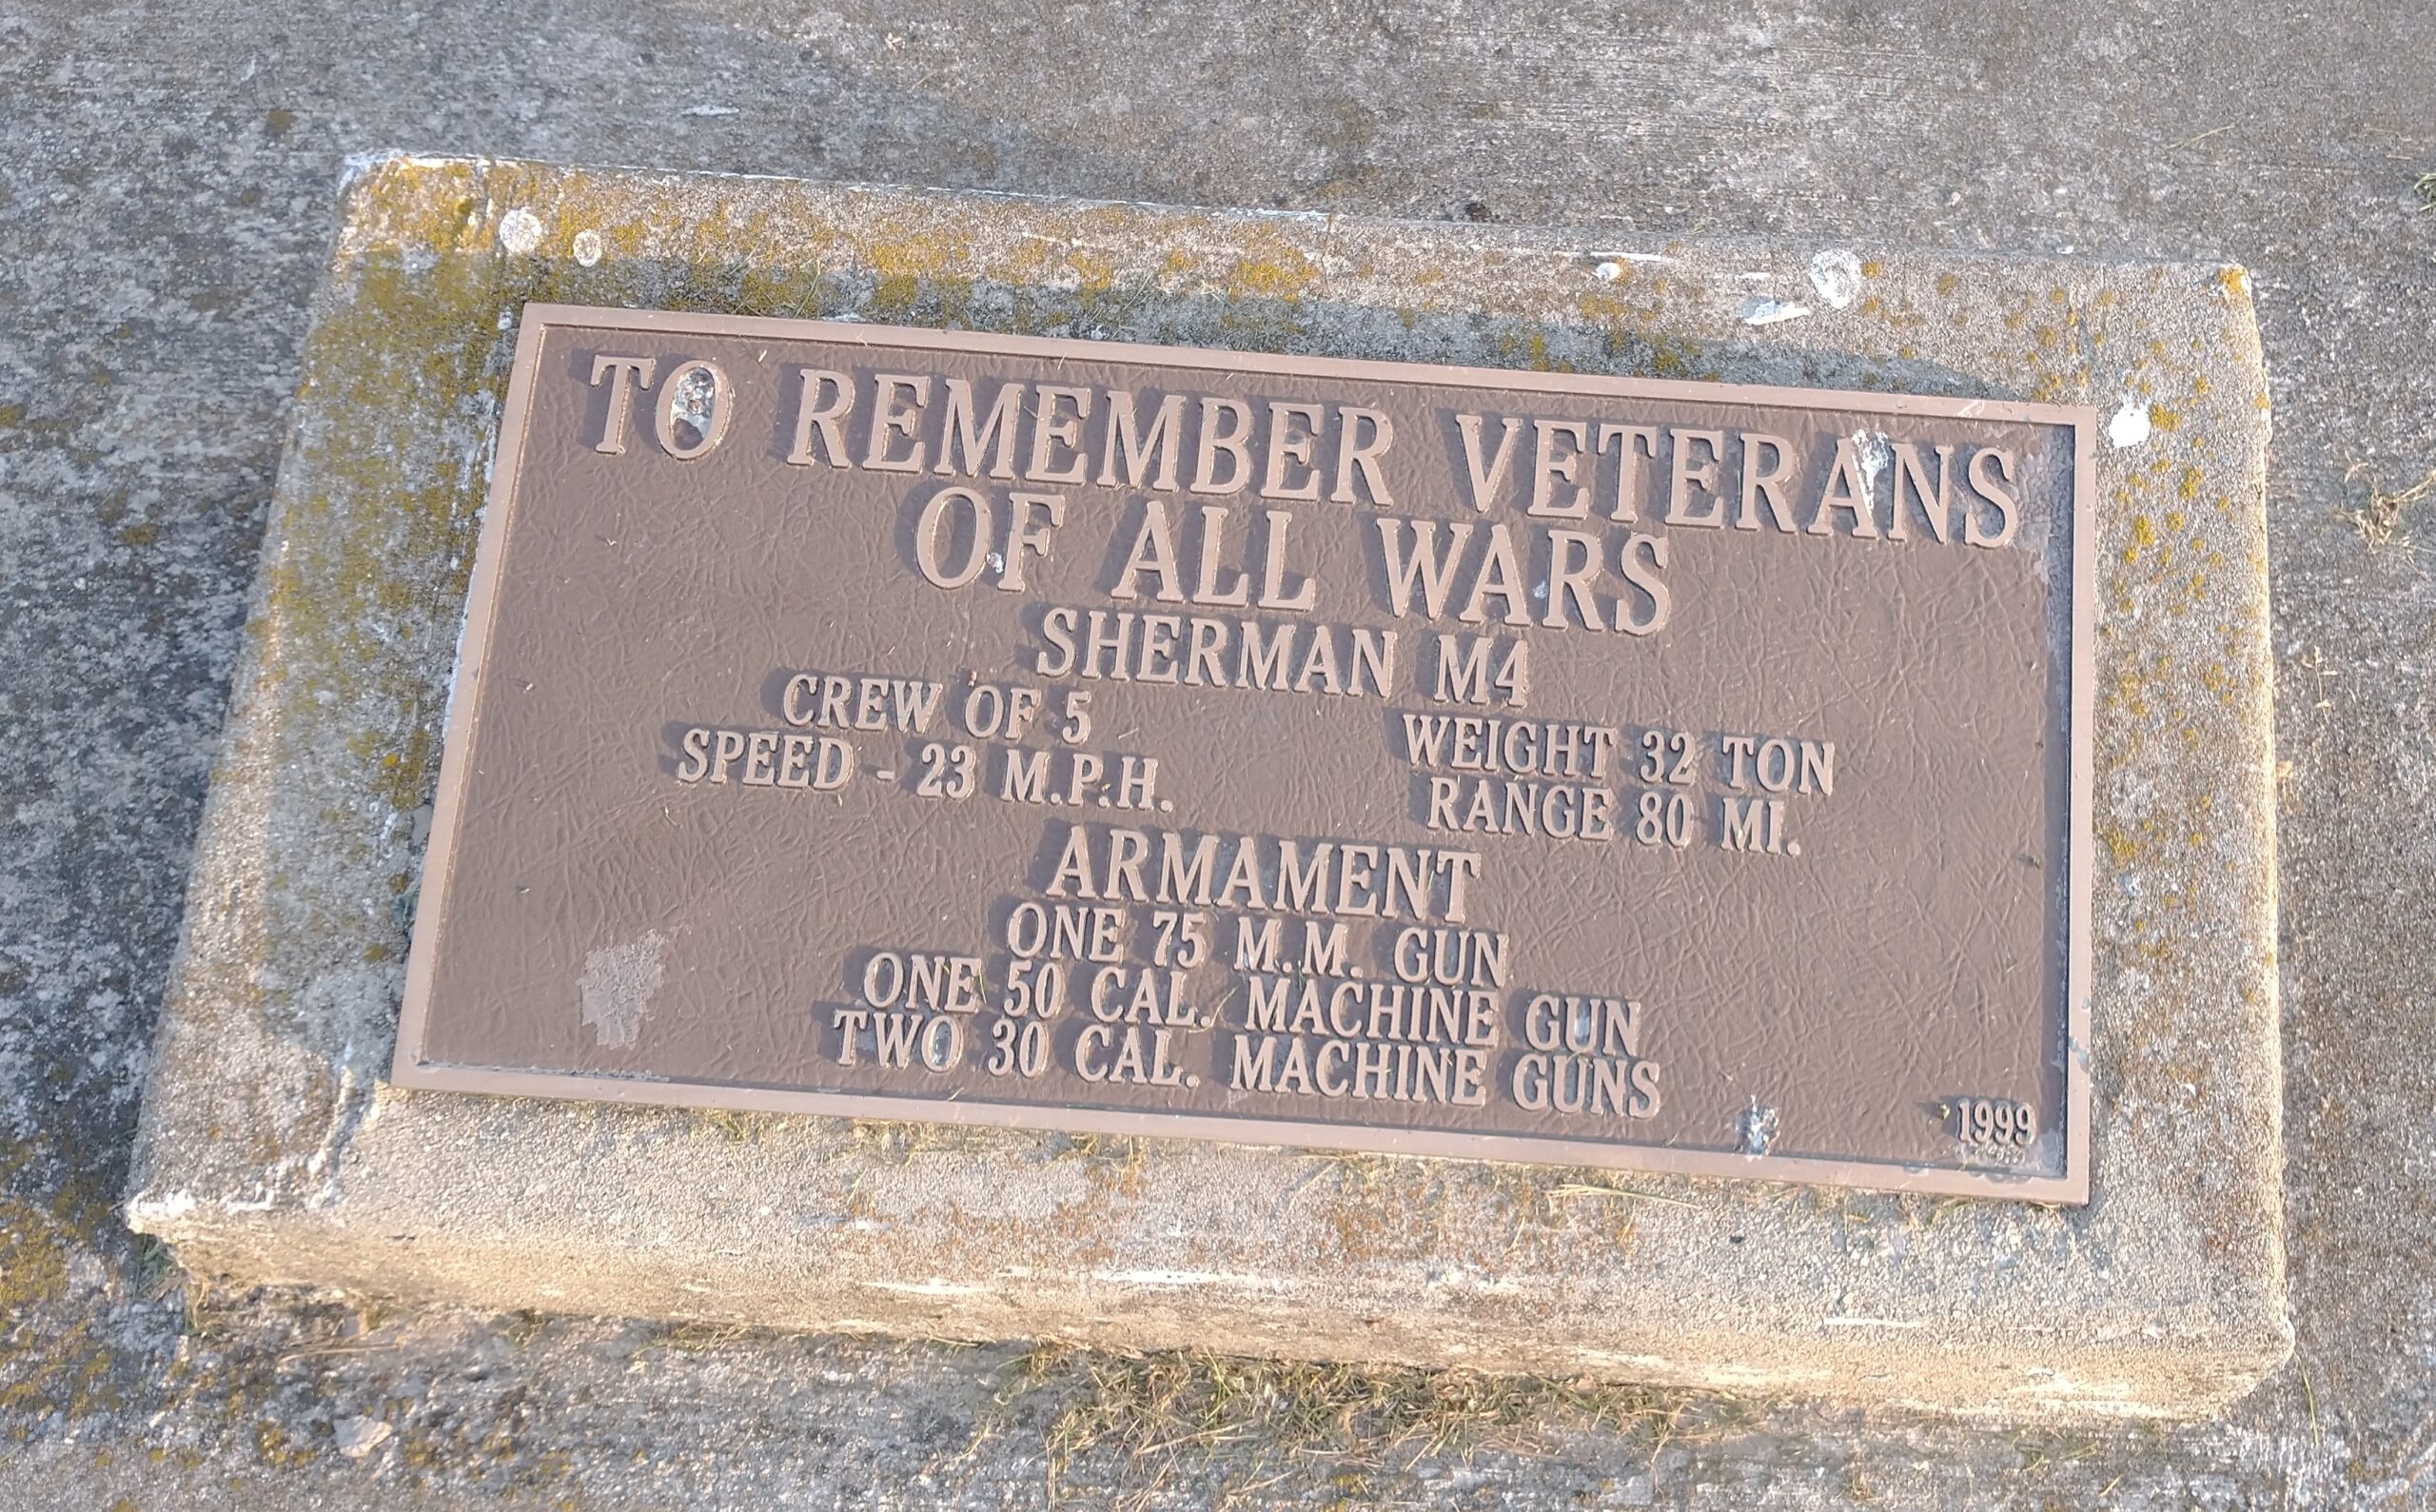 TO REMEMBER VETERANS
OF ALL WARS
SHERMAN M4
CREW OF 5 WEIGHT 32 TON
SPEED - 23 M.P.H. RANGE 80 MI.
ARMAMENT
ONE 75 M.M. GUN
ONE 50 CAL. MACHINE GUN
TWO 30 CAL. MACHINE GUNS
1999